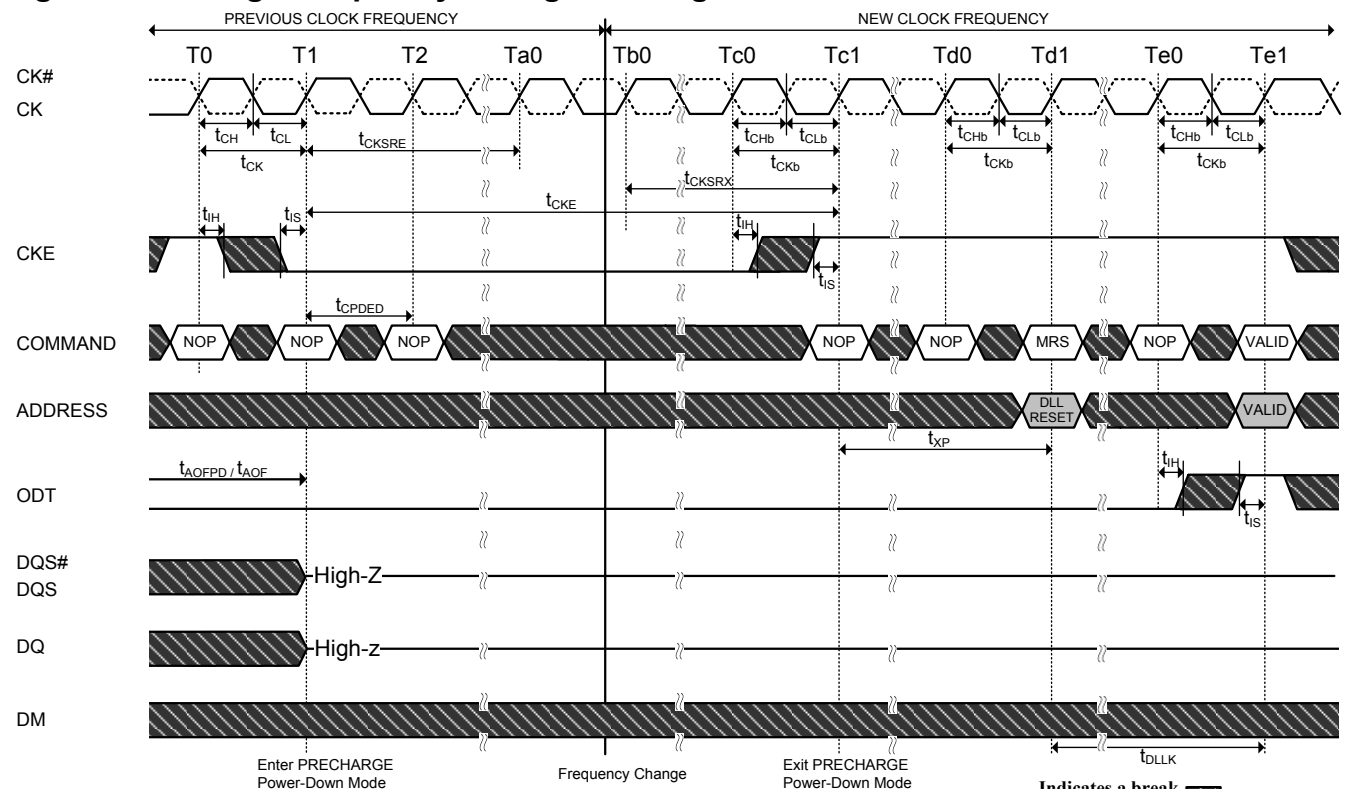 PREVIOUS CLOCK FREQUENCY NEW CLOCK FREQUENCY
T0 T1 T2 Ta0 Tb0 Tc0 Tc1 Td0 Td1 Te0 Te1
CK#
CK
tCH tCL tCHb tCLb tCHb tCLb tCHb tCLb
tCK tCKSRE tCKb tCKb tCKb
tCKSRX
tCKE
tIH tIS tIH
CKE
tIS
tCPDED
COMMAND NOP NOP NOP NOP NOP MRS NOP VALID
ADDRESS DLL RESET VALID
tXP
tAOFPD / tAOF tIH
ODT
tIS
DQS#
DQS High-Z
DQ High-z
DM
tDLLK
Enter PRECHARGE Power-Down Mode
Frequency Change
Exit PRECHARGE Power-Down Mode
Indicates a break